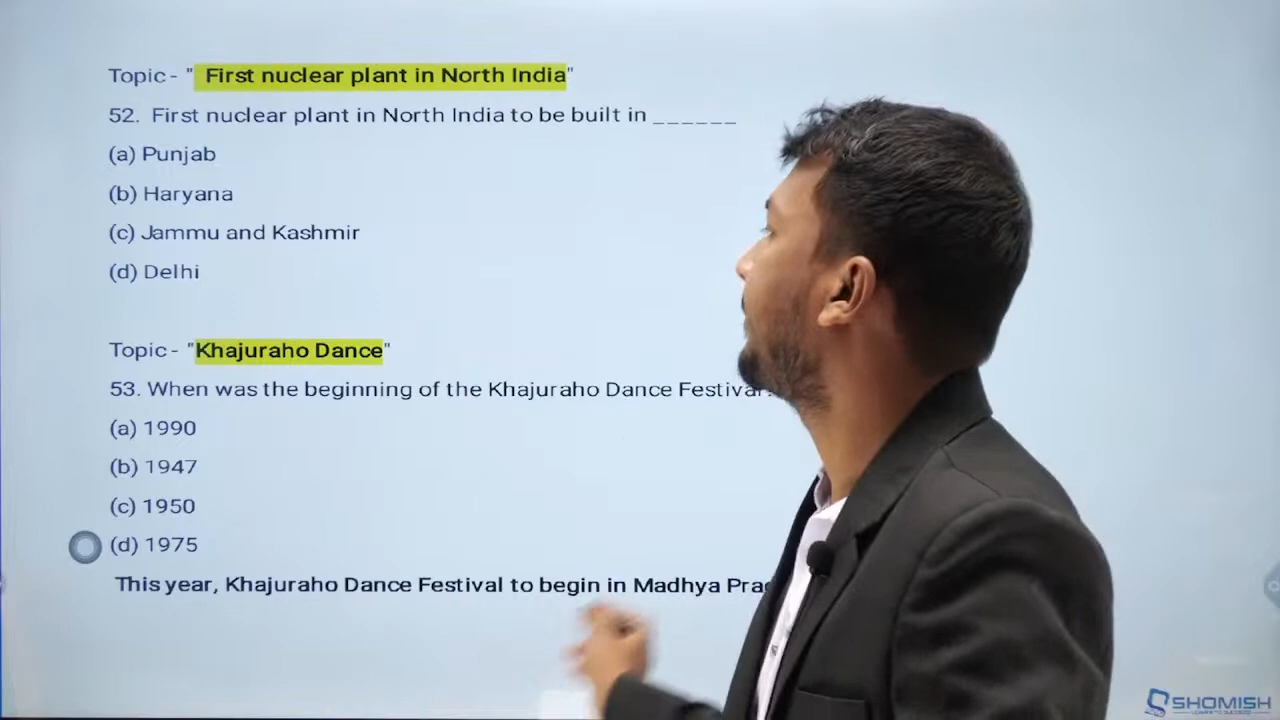 Topic - " First nuclear plant in North India"
52. First nuclear plant in North India to be built in ______
(a) Punjab
(b) Haryana
(c) Jammu and Kashmir
(d) Delhi
Topic - "Khajuraho Dance"
53. When was the beginning of the Khajuraho Dance Festival
(a) 1990
(b) 1947
(c) 1950
(d) 1975
This year, Khajuraho Dance Festival to begin in Madhya
SHOMISH